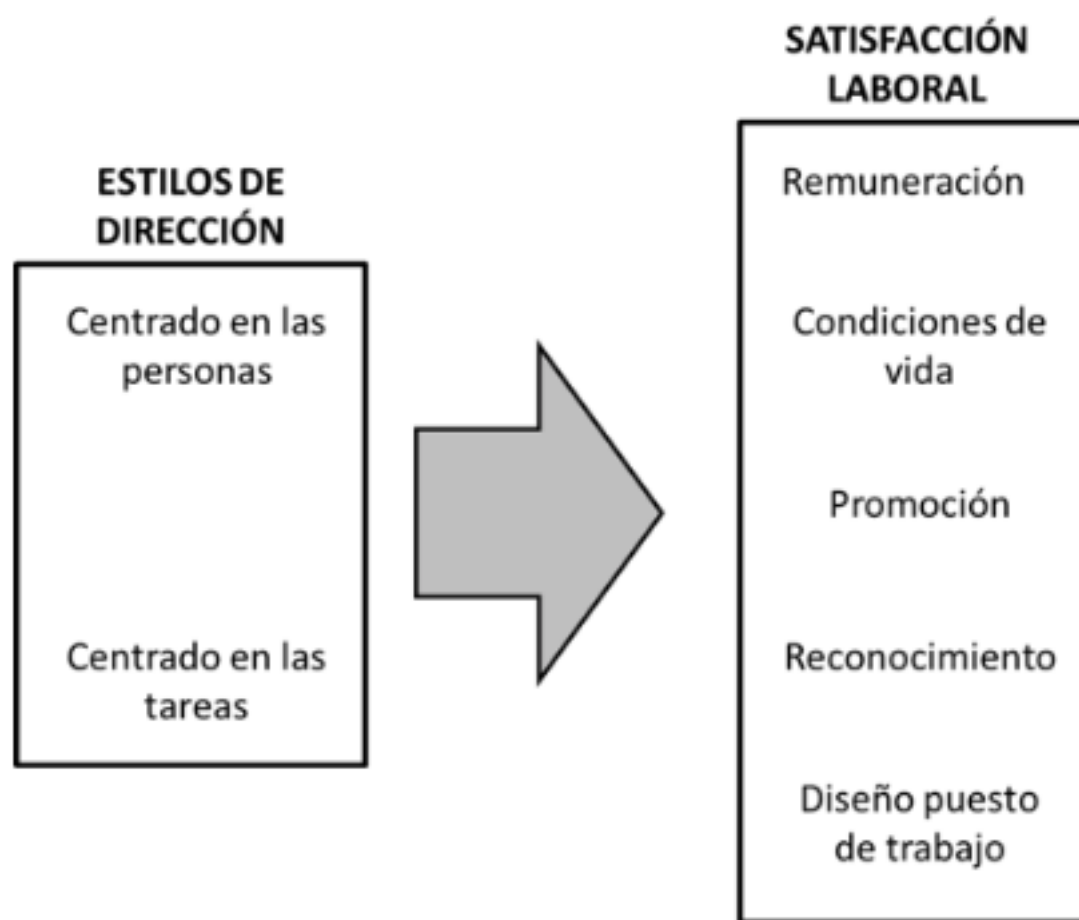 ESTILOS DE
DIRECCIÓN
Centrado en las
personas
Centrado en las
tareas
SATISFACCIÓN
LABORAL
Remuneración
Condiciones de
vida
Promoción
Reconocimiento
Diseño puesto
de trabajo